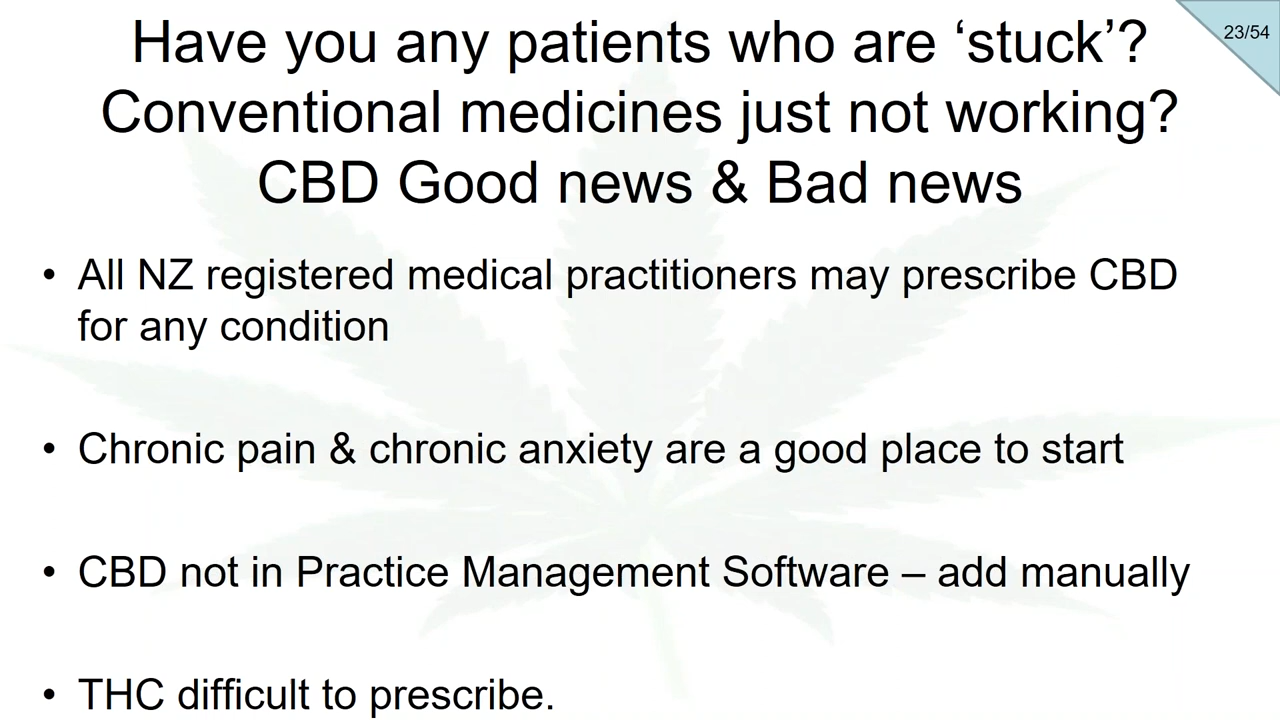 Have you any patients who are ‘stuck’?
23/54
Conventional medicines just not working?
CBD Good news & Bad news
• All NZ registered medical practitioners may prescribe CBD
for any condition
• Chronic pain & chronic anxiety are a good place to start
• CBD not in Practice Management Software – add manually
• THC difficult to prescribe.